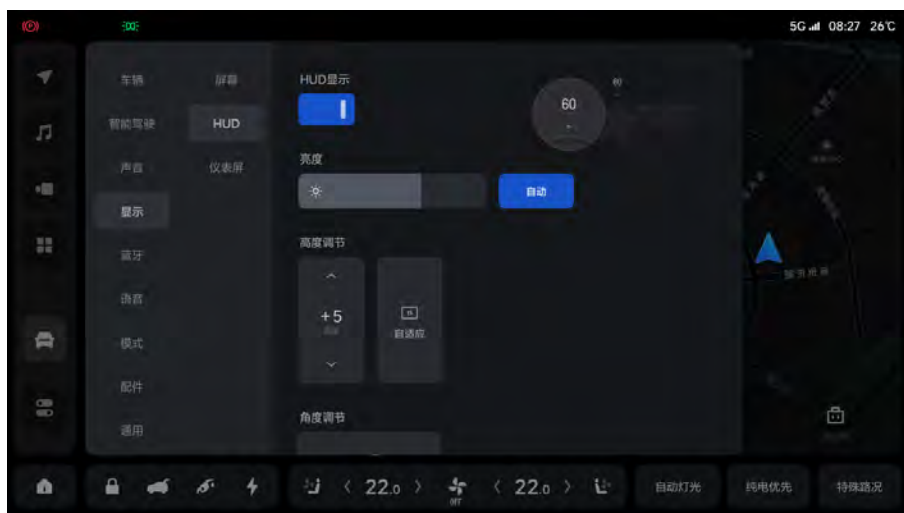 5G 08:27 26℃
车辆
智能驾驶
声音
显示
蓝牙
语音
模式
配件
通用
屏幕
HUD
仪表屏
HUD显示
60
60
亮度
自动
高度调节
+5
自适应
角度调节
22.0
OFF
22.0
自动灯光
纯电优先
特殊路况